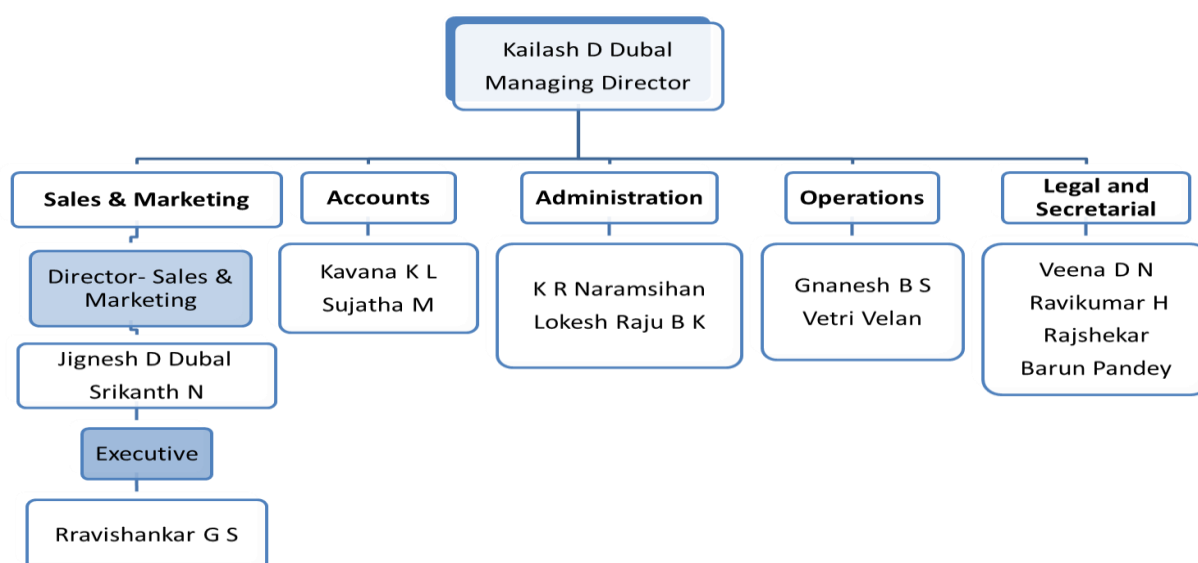 Kailash D Dubal
Managing Director
Sales & Marketing
Director- Sales &
Marketing
Jignesh D Dubal
Srikanth N
Executive
Rravishankar G S
Accounts
Kavana K L
Sujatha M
Administration
K R Naramsihan
Lokesh Raju B K
Operations
Gnanesh B S
Vetri Velan
Legal and
Secretarial
Veena D N
Ravikumar H
Rajshekar
Barun Pandey